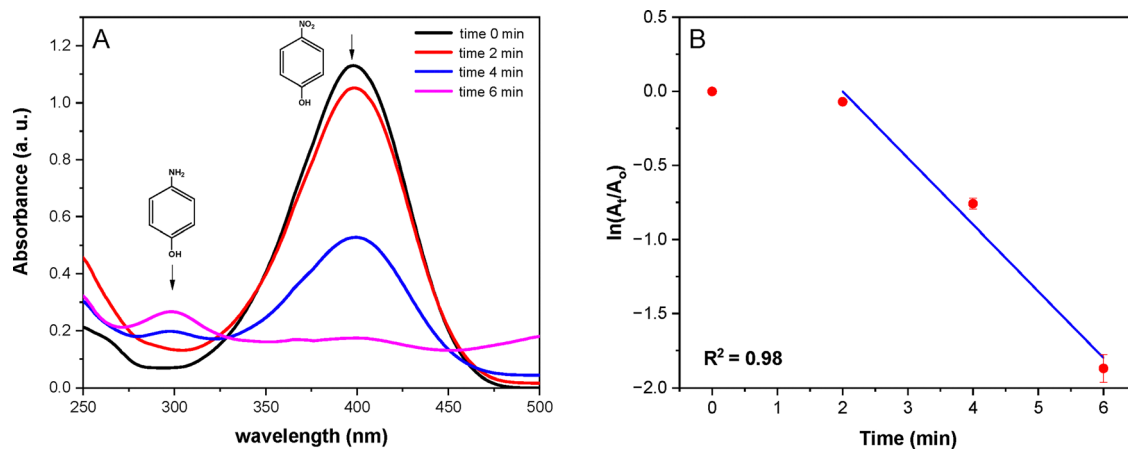 A
NO₂
OH
NH₂
OH
time 0 min
time 2 min
time 4 min
time 6 min
1.2
1.0
0.8
0.6
0.4
0.2
0.0
250 300 350 400 450 500
Absorbance (a. u.)
wavelength (nm)
B
0.5
0.0
−0.5
−1.0
−1.5
−2.0
0 1 2 3 4 5 6
ln(Aₜ/Aₒ)
Time (min)
R² = 0.98